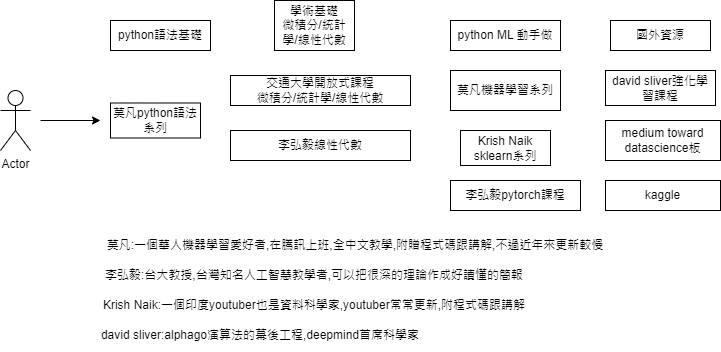 python語法基礎
學術基礎
微積分/統計
學/線性代數
python ML 動手做
國外資源
莫凡python語法
系列
交通大學開放式課程
微積分/統計學/線性代數
莫凡機器學習系列
david sliver強化學
習課程
李弘毅線性代數
Krish Naik
sklearn系列
medium toward
datascience板
李弘毅pytorch課程
kaggle
Actor
莫凡:一個華人機器學習愛好者,在騰訊上班,全中文教學,附贈程式碼跟講解,不過近年來更新較慢
李弘毅:台大教授,台灣知名人工智慧教學者,可以把很深的理論作成好讀懂的簡報
Krish Naik:一個印度youtuber也是資料科學家,youtuber常常更新,附程式碼跟講解
david sliver:alphago演算法的幕後工程,deepmind首席科學家